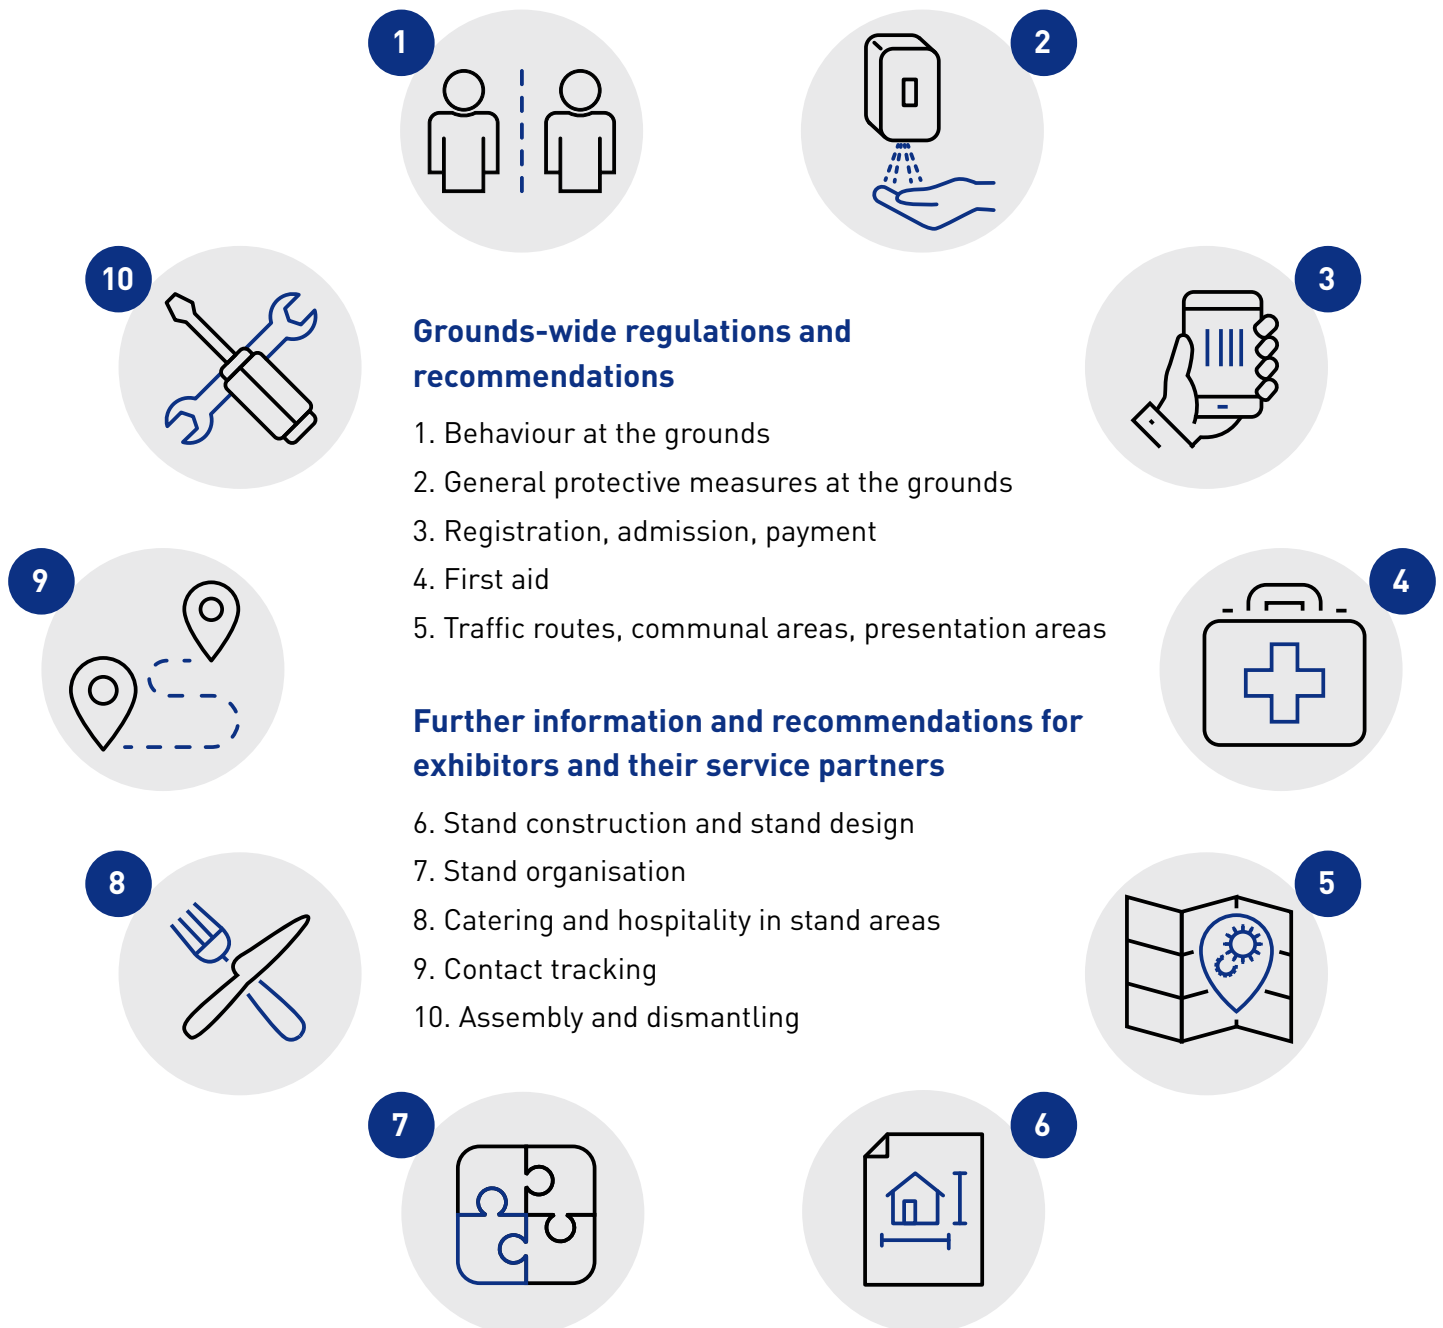 1
2
10
3
Grounds-wide regulations and
recommendations
1. Behaviour at the grounds
2. General protective measures at the grounds
3. Registration, admission, payment
4. First aid
5. Traffic routes, communal areas, presentation areas
9
4
Further information and recommendations for
exhibitors and their service partners
6. Stand construction and stand design
7. Stand organisation
8. Catering and hospitality in stand areas
9. Contact tracking
10. Assembly and dismantling
8
5
7
6